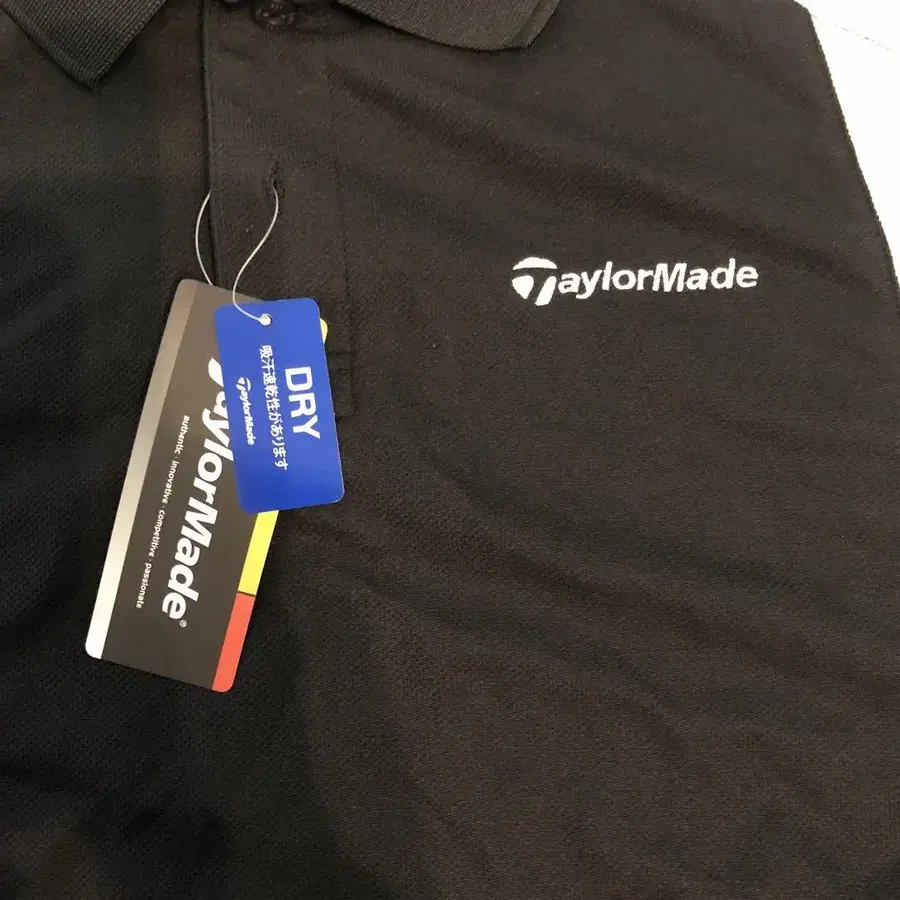 TaylorMade
DRY
吸汗速乾性があります
TaylorMade
TaylorMade®
authentic · innovative · competitive · passionate